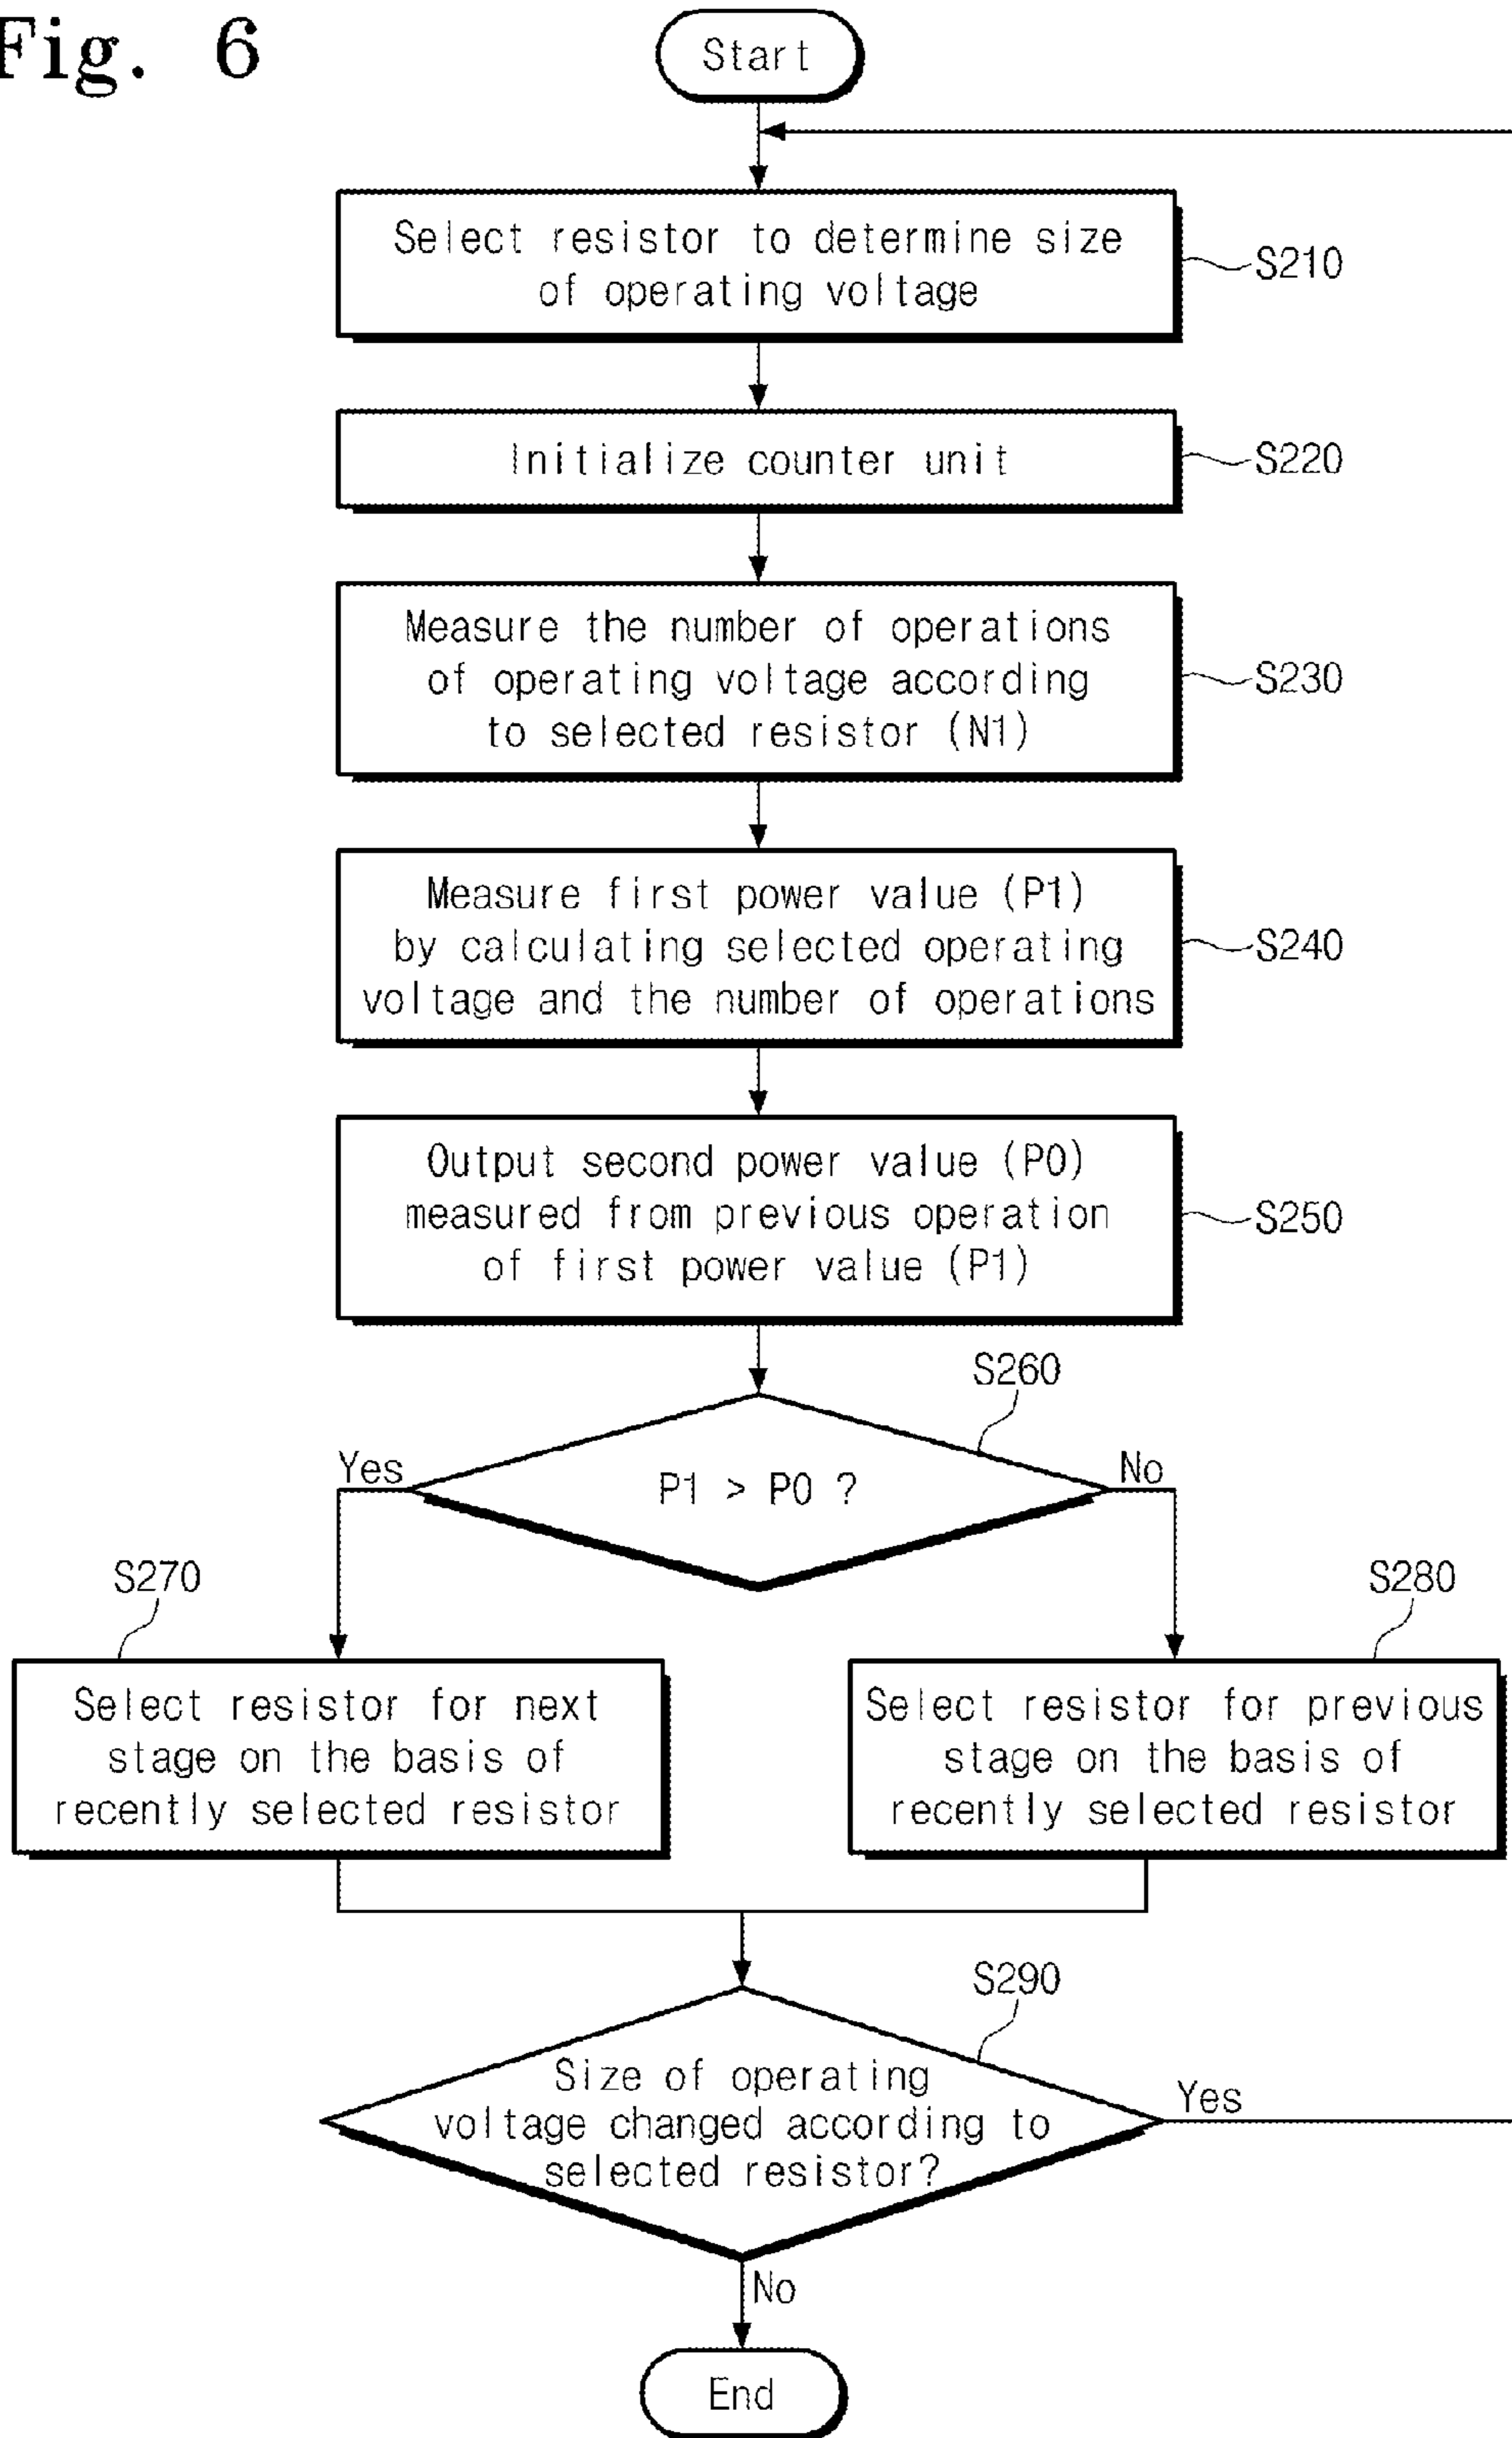 Fig. 6
Start
Select resistor to determine size
of operating voltage
S210
Initialize counter unit
S220
Measure the number of operations
of operating voltage according
to selected resistor (N1)
S230
Measure first power value (P1)
by calculating selected operating
voltage and the number of operations
S240
Output second power value (P0)
measured from previous operation
of first power value (P1)
S250
S260
Yes
P1 > P0 ?
No
S270
S280
Select resistor for next
stage on the basis of
recently selected resistor
Select resistor for previous
stage on the basis of
recently selected resistor
S290
Size of operating
voltage changed according to
selected resistor?
Yes
No
End